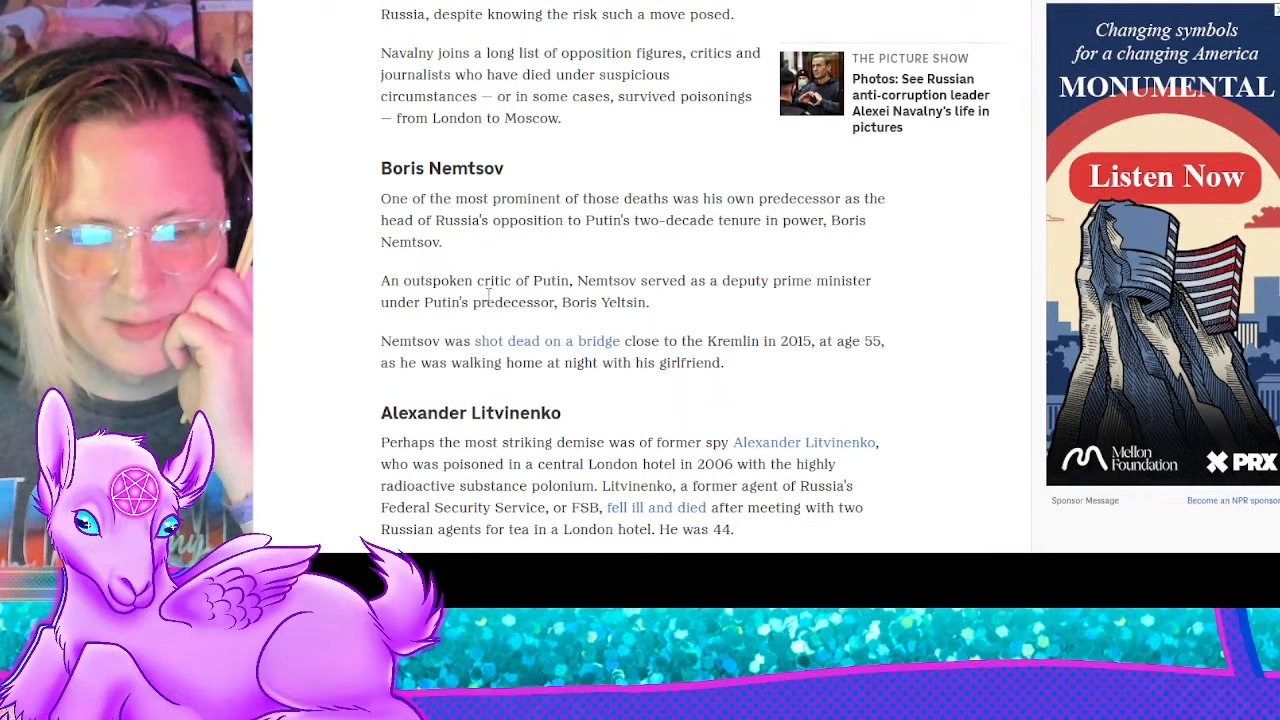 Russia, despite knowing the risk such a move posed.
Navalny joins a long list of opposition figures, critics and
journalists who have died under suspicious
circumstances — or in some cases, survived poisonings
— from London to Moscow.
THE PICTURE SHOW
Photos: See Russian
anti-corruption leader
Alexei Navalny's life in
pictures
Boris Nemtsov
One of the most prominent of those deaths was his own predecessor as the
head of Russia's opposition to Putin's two-decade tenure in power, Boris
Nemtsov.
An outspoken critic of Putin, Nemtsov served as a deputy prime minister
under Putin's predecessor, Boris Yeltsin.
Nemtsov was shot dead on a bridge close to the Kremlin in 2015, at age 55,
as he was walking home at night with his girlfriend.
Alexander Litvinenko
Perhaps the most striking demise was of former spy Alexander Litvinenko,
who was poisoned in a central London hotel in 2006 with the highly
radioactive substance polonium. Litvinenko, a former agent of Russia's
Federal Security Service, or FSB, fell ill and died after meeting with two
Russian agents for tea in a London hotel. He was 44.
Changing symbols
for a changing America
MONUMENTAL
Listen Now
Mellon
Foundation
PRX
Sponsor Message
Become an NPR sponsor